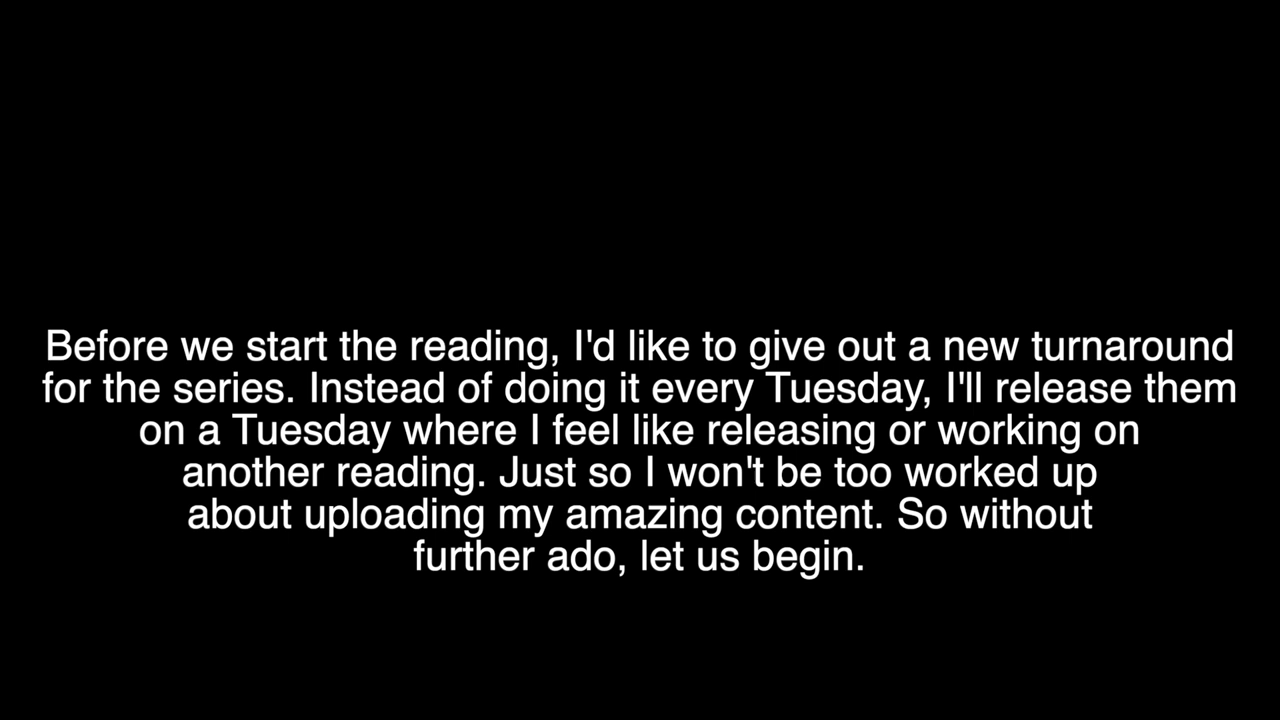 Before we start the reading, I'd like to give out a new turnaround
for the series. Instead of doing it every Tuesday, I'll release them
on a Tuesday where I feel like releasing or working on
another reading. Just so I won't be too worked up
about uploading my amazing content. So without
further ado, let us begin.